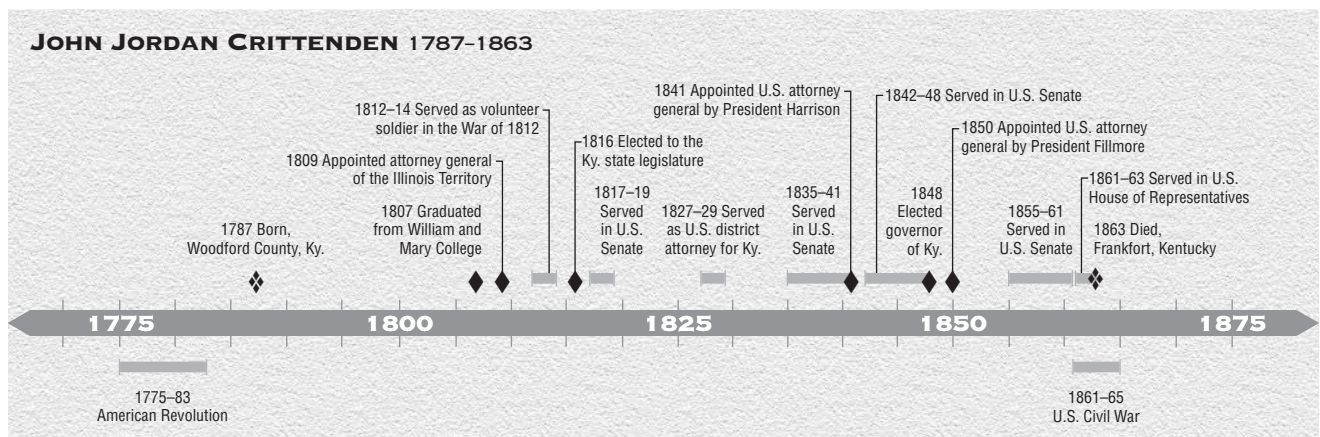 JOHN JORDAN CRITTENDEN 1787–1863
1787 Born,
Woodford County, Ky.
1807 Graduated
from William and
Mary College
1809 Appointed attorney general
of the Illinois Territory
1812–14 Served as volunteer
soldier in the War of 1812
1816 Elected to the
Ky. state legislature
1817–19
Served
in U.S.
Senate
1827–29 Served
as U.S. district
attorney for Ky.
1835–41
Served
in U.S.
Senate
1841 Appointed U.S. attorney
general by President Harrison
1842–48 Served in U.S. Senate
1848
Elected
governor
of Ky.
1850 Appointed U.S. attorney
general by President Fillmore
1855–61
Served in
U.S. Senate
1861–63 Served in U.S.
House of Representatives
1863 Died,
Frankfort, Kentucky
1775 1800 1825 1850 1875
1775–83
American Revolution
1861–65
U.S. Civil War